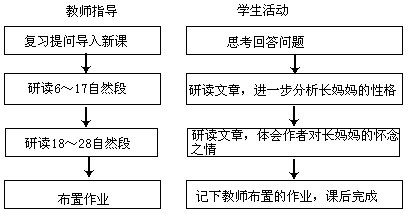 教师指导
学生活动
复习提问导入新课
思考回答问题
研读6～17自然段
研读文章，进一步分析长妈妈的性格
研读18～28自然段
研读文章，体会作者对长妈妈的怀念
之情
布置作业
记下教师布置的作业，课后完成